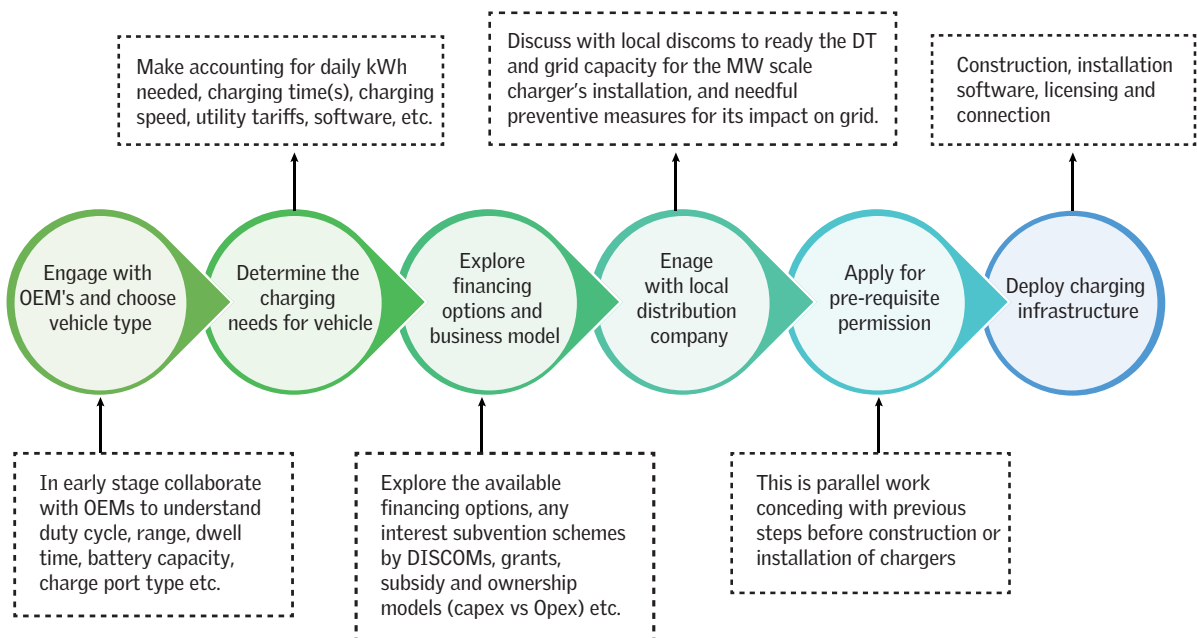 Make accounting for daily kWh
needed, charging time(s), charging
speed, utility tariffs, software, etc.
Discuss with local discoms to ready the DT
and grid capacity for the MW scale
charger's installation, and needful
preventive measures for its impact on grid.
Construction, installation
software, licensing and
connection
Engage with
OEM's and choose
vehicle type
Determine the
charging
needs for vehicle
Explore
financing
options and
business model
Enage
with local
distribution
company
Apply for
pre-requisite
permission
Deploy charging
infrastructure
In early stage collaborate
with OEMs to understand
duty cycle, range, dwell
time, battery capacity,
charge port type etc.
Explore the available
financing options, any
interest subvention schemes
by DISCOMs, grants,
subsidy and ownership
models (capex vs Opex) etc.
This is parallel work
conceding with previous
steps before construction or
installation of chargers